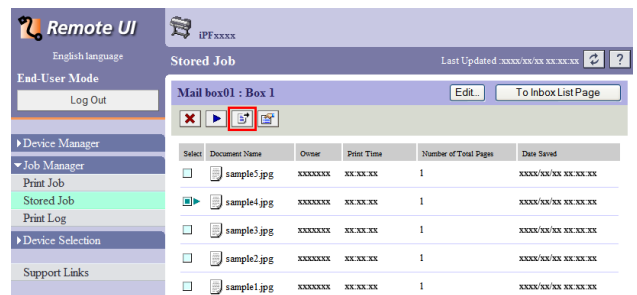 Remote UI
iPFxxxx
English language
Stored Job
Last Updated :xxxx/xx/xx xx:xx:xx
?
End-User Mode
Log Out
Mail box01 : Box 1
Edit..
To Inbox List Page
Device Manager
Job Manager
Print Job
Stored Job
Print Log
Device Selection
Support Links
Select Document Name Owner Print Time Number of Total Pages Date Saved
sample5.jpg xxxxxxx xx:xx:xx 1 xxxx/xx/xx xx:xx:xx
sample4.jpg xxxxxxx xx:xx:xx 1 xxxx/xx/xx xx:xx:xx
sample3.jpg xxxxxxx xx:xx:xx 1 xxxx/xx/xx xx:xx:xx
sample2.jpg xxxxxxx xx:xx:xx 1 xxxx/xx/xx xx:xx:xx
sample1.jpg xxxxxxx xx:xx:xx 1 xxxx/xx/xx xx:xx:xx